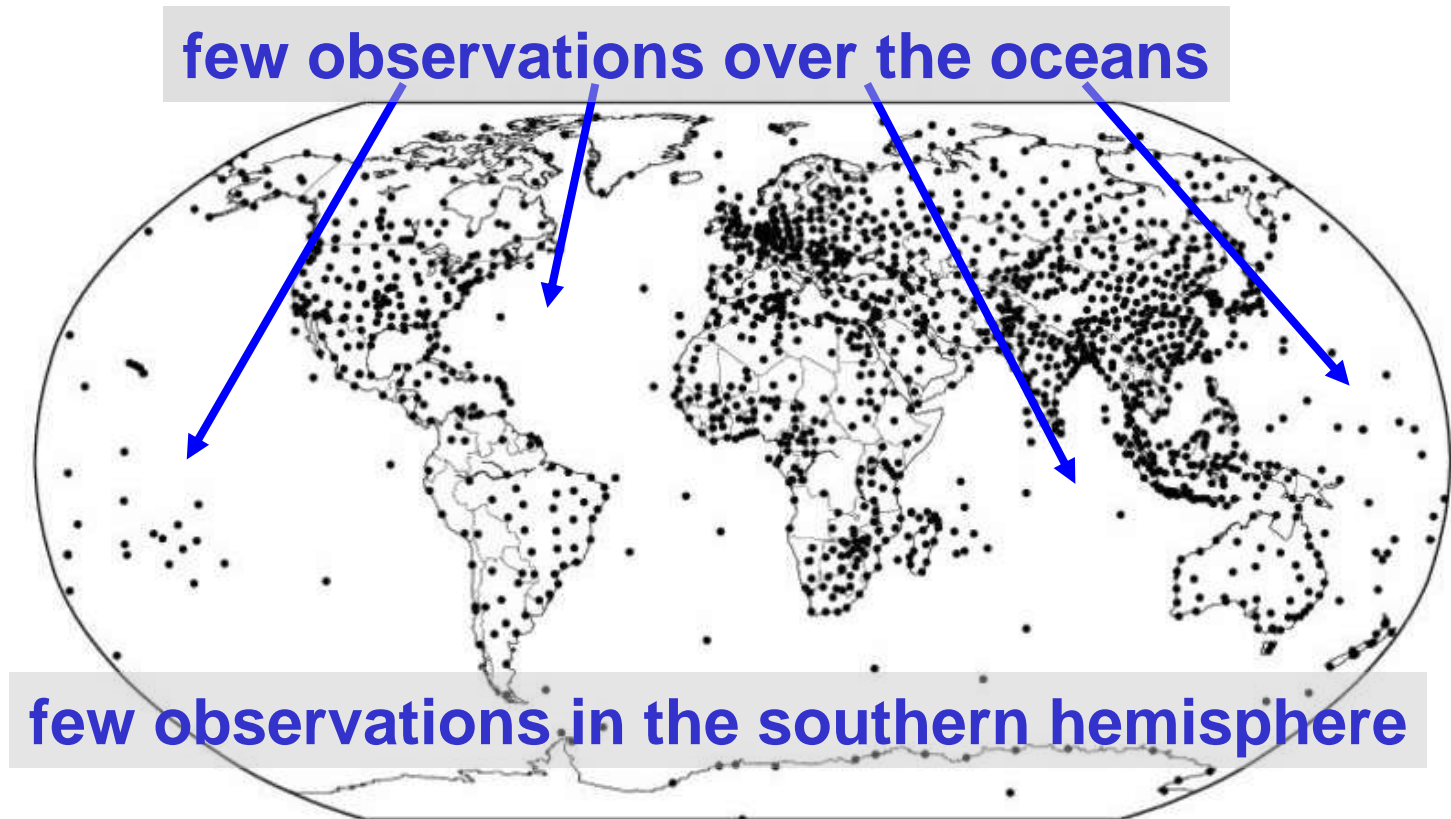 few observations over the oceans
few observations in the southern hemisphere